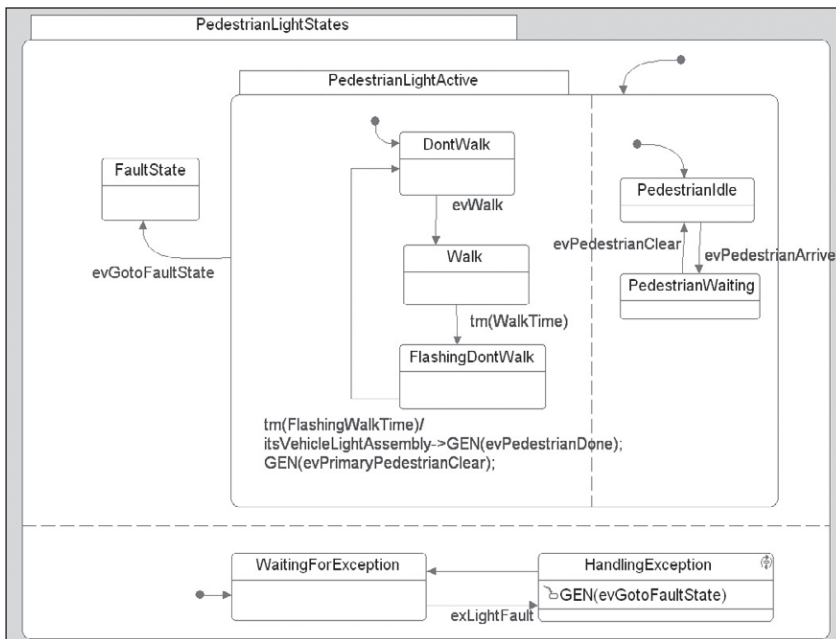 PedestrianLightStates
PedestrianLightActive
DontWalk
FaultState
PedestrianIdle
evWalk
evPedestrianClear
evPedestrianArrive
Walk
evGotoFaultState
PedestrianWaiting
tm(WalkTime)
FlashingDontWalk
tm(FlashingWalkTime)/
itsVehicleLightAssembly->GEN(evPedestrianDone);
GEN(evPrimaryPedestrianClear);
WaitingForException
HandlingException
GEN(evGotoFaultState)
exLightFault